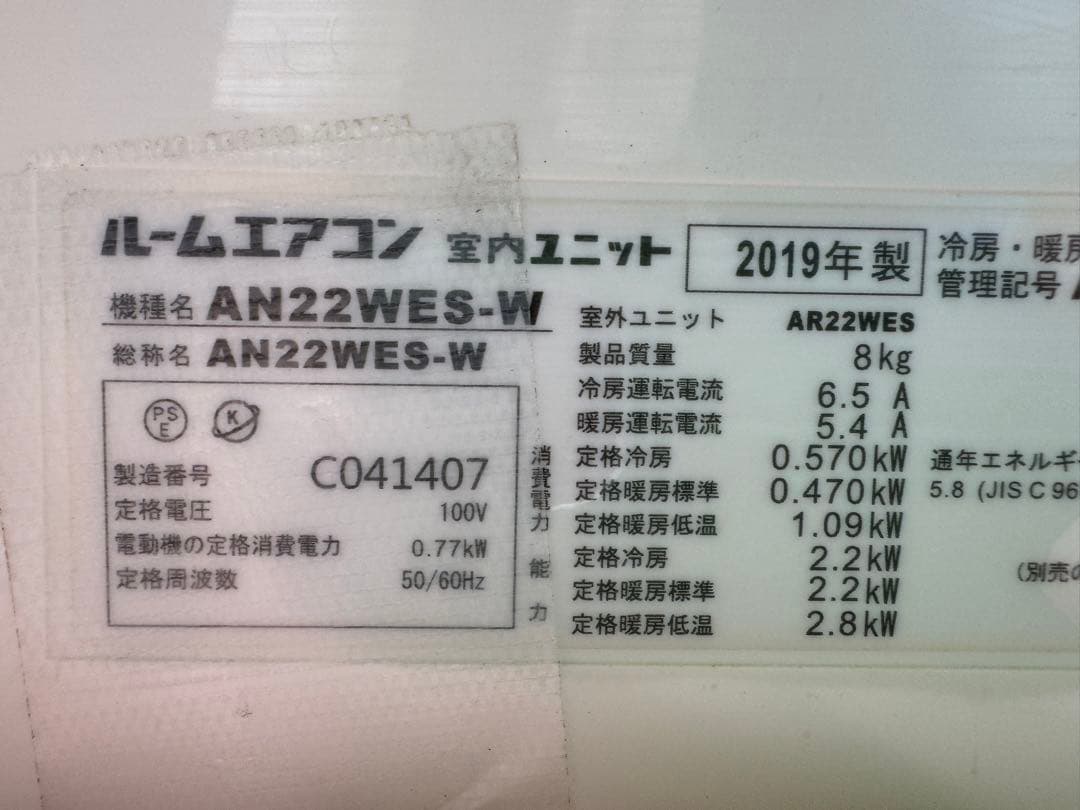 ルームエアコン 室内ユニット 2019年製
冷房・暖房
管理記号
機種名 AN22WES-W
総称名 AN22WES-W
PSE K
製造番号 C041407
定格電圧 100V
電動機の定格消費電力 0.77kW
定格周波数 50/60Hz
室外ユニット AR22WES
製品質量 8kg
冷房運転電流 6.5 A
暖房運転電流 5.4 A
消費電力
定格冷房 0.570kW
定格暖房標準 0.470kW
定格暖房低温 1.09kW
能力
定格冷房 2.2kW
定格暖房標準 2.2kW
定格暖房低温 2.8kW
通年エネルギ
5.8 (JIS C 96
(別売の